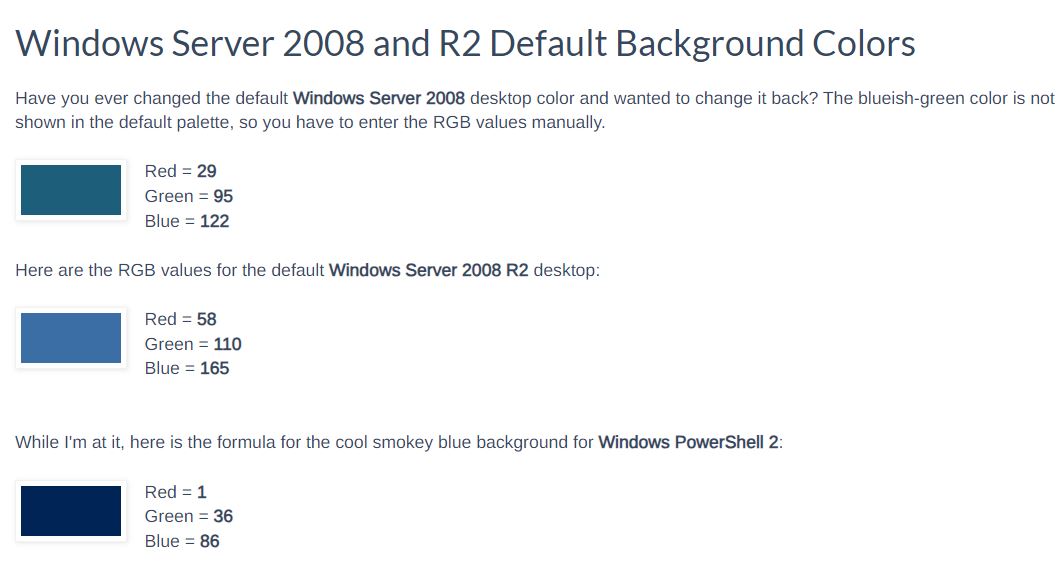 Windows Server 2008 and R2 Default Background Colors
Have you ever changed the default Windows Server 2008 desktop color and wanted to change it back? The blueish-green color is not
shown in the default palette, so you have to enter the RGB values manually.
Red = 29
Green = 95
Blue = 122
Here are the RGB values for the default Windows Server 2008 R2 desktop:
Red = 58
Green = 110
Blue = 165
While I'm at it, here is the formula for the cool smokey blue background for Windows PowerShell 2:
Red = 1
Green = 36
Blue = 86